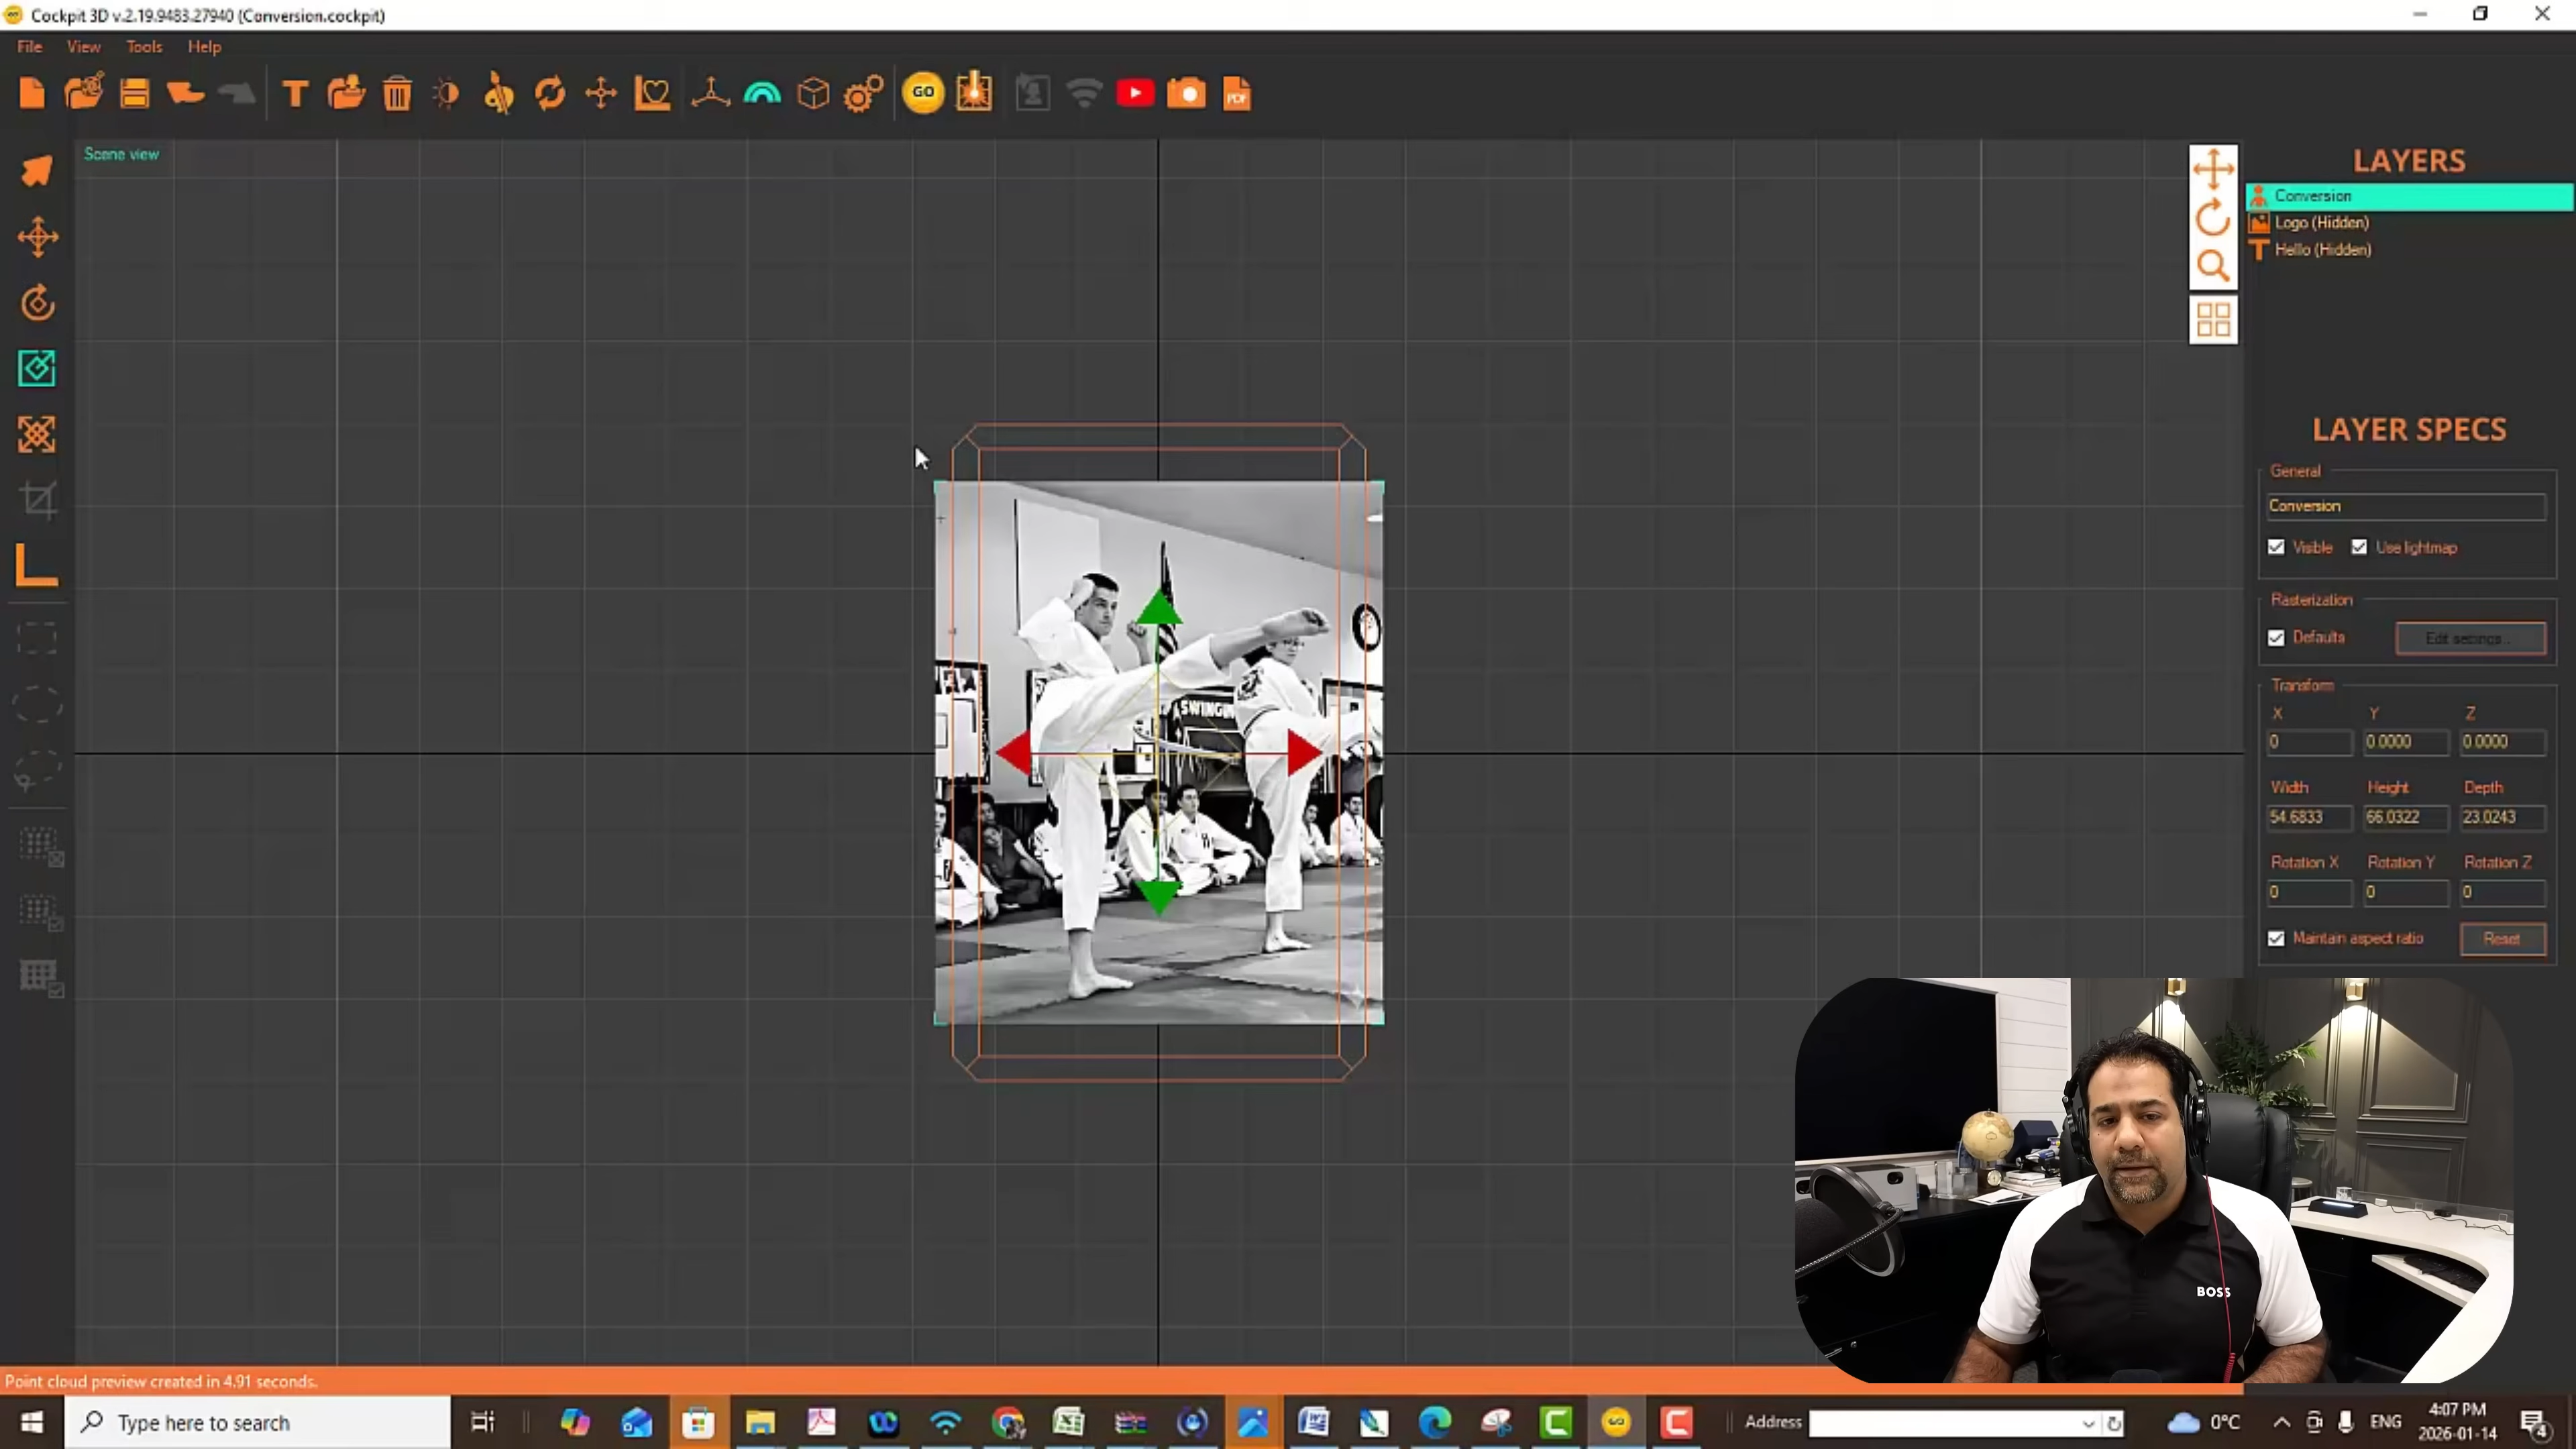 Cockpit 3D v.2.19.9483.27940 (Conversion.cockpit)
File View Tools Help
GO
PDF
Scene view
LAYERS
Conversion
Logo (Hidden)
Hello (Hidden)
LAYER SPECS
General
Conversion
Visible Use lightmap
Rasterization
Defaults Edit settings...
Transform
X Y Z
0 0.0000 0.0000
Width Height Depth
54.6833 66.0322 23.0243
Rotation X Rotation Y Rotation Z
0 0 0
Maintain aspect ratio Reset
BOSS
Point cloud preview created in 4.91 seconds.
Type here to search
Address
0°C
ENG
4:07 PM
2026-01-14
4